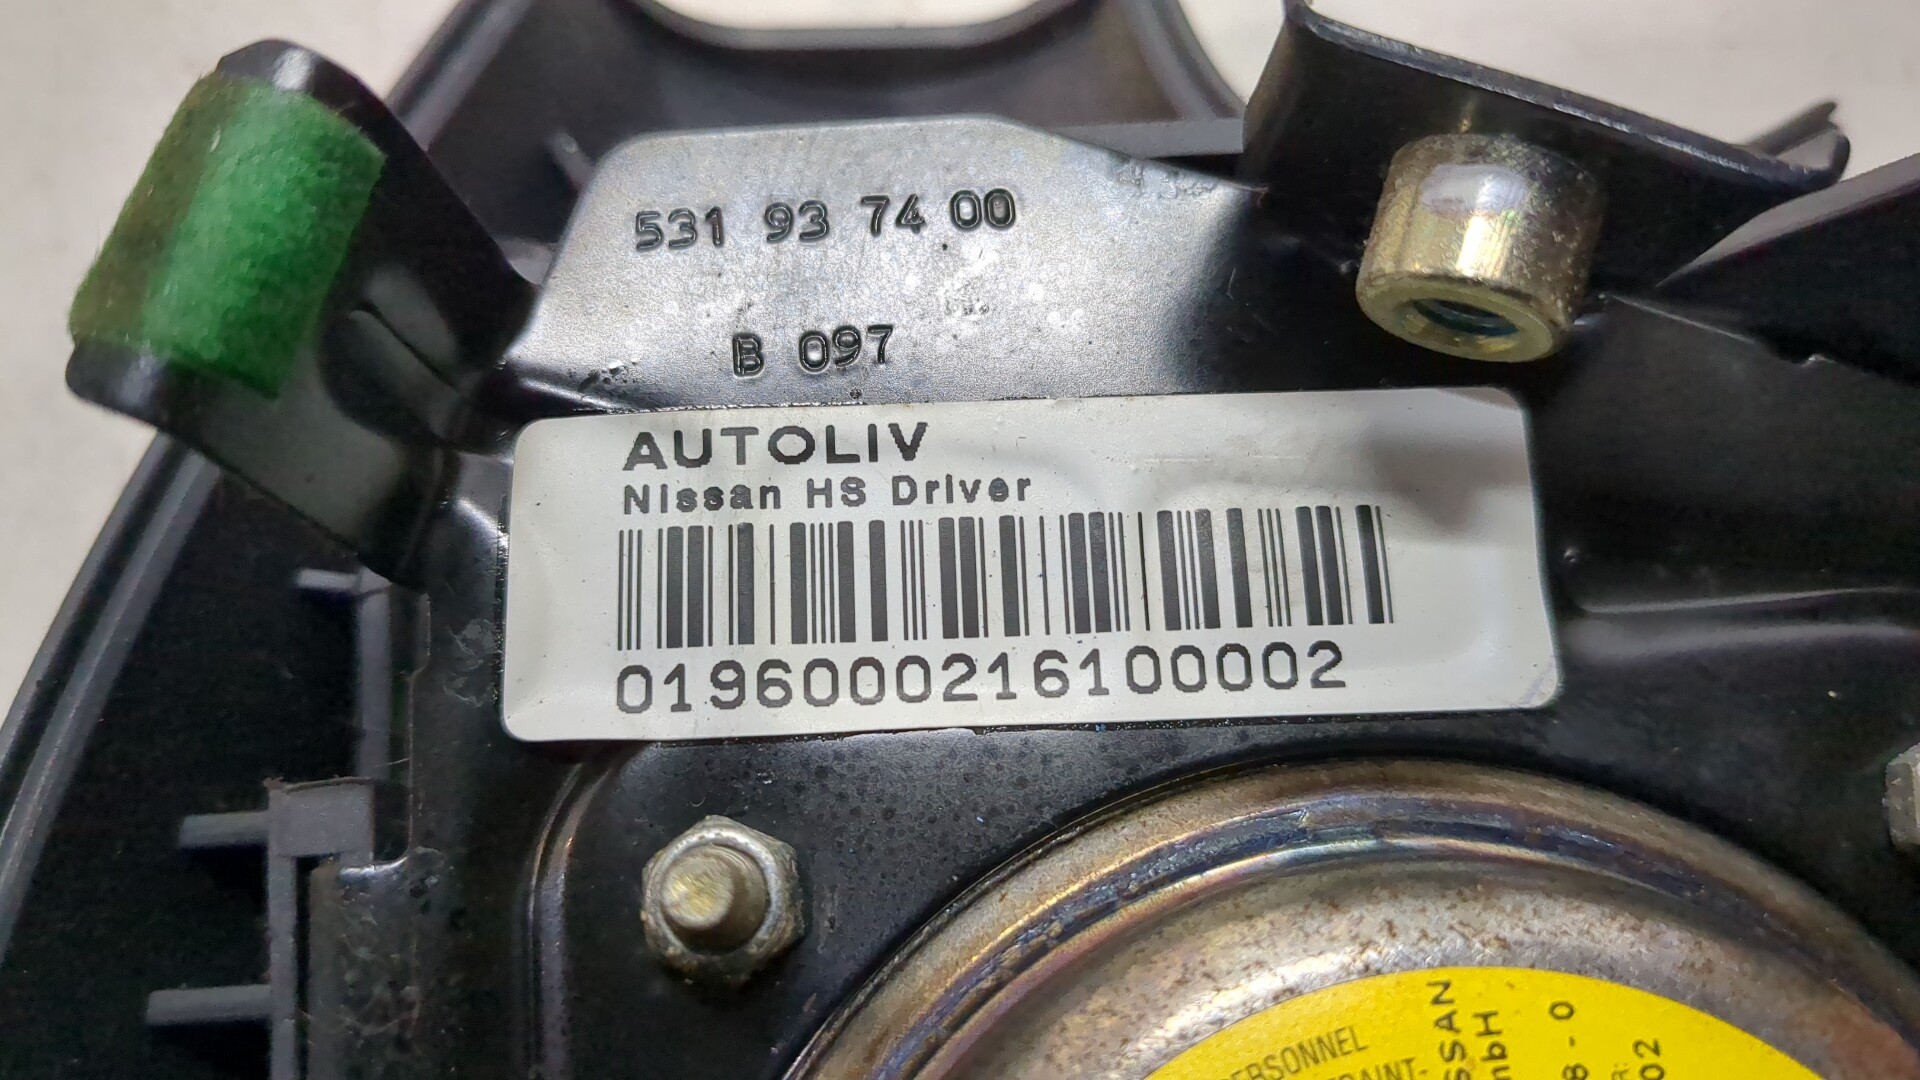 531 93 74 00
B 097
AUTOLIV
Nissan HS Driver
0196000216100002